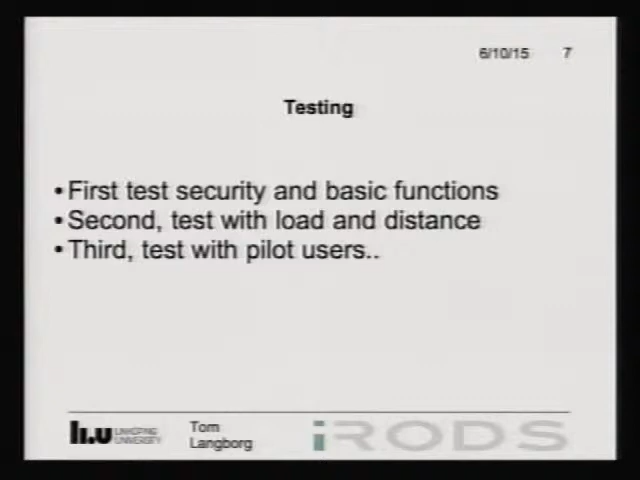 6/10/15 7
Testing
•First test security and basic functions
•Second, test with load and distance
•Third, test with pilot users..
LiU LINKÖPING
UNIVERSITY
Tom
Langborg
iRODS